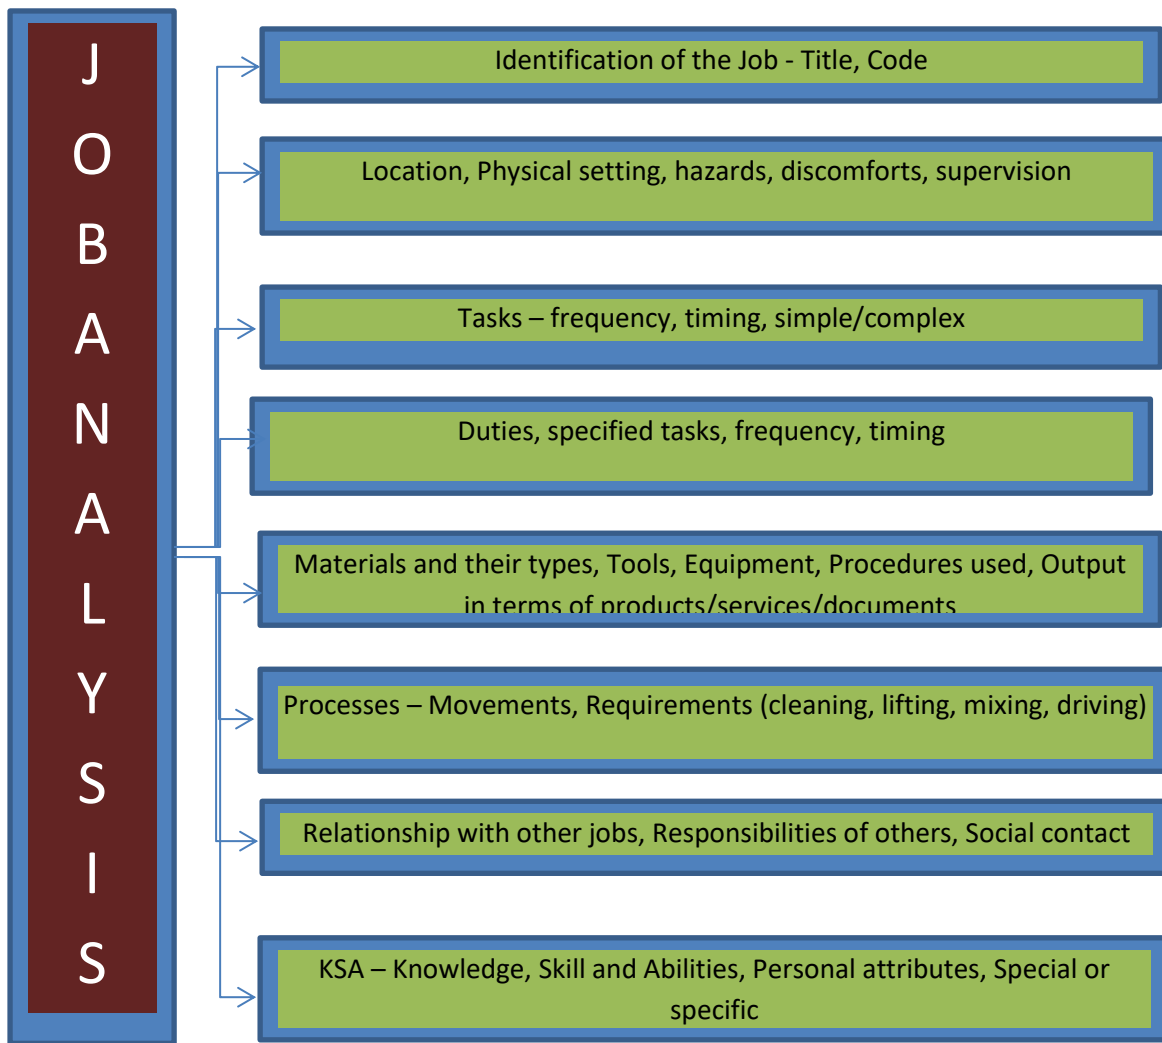 J
O
B
A
N
A
L
Y
S
I
S
Identification of the Job - Title, Code
Location, Physical setting, hazards, discomforts, supervision
Tasks – frequency, timing, simple/complex
Duties, specified tasks, frequency, timing
Materials and their types, Tools, Equipment, Procedures used, Output
in terms of products/services/documents
Processes – Movements, Requirements (cleaning, lifting, mixing, driving)
Relationship with other jobs, Responsibilities of others, Social contact
KSA – Knowledge, Skill and Abilities, Personal attributes, Special or
specific